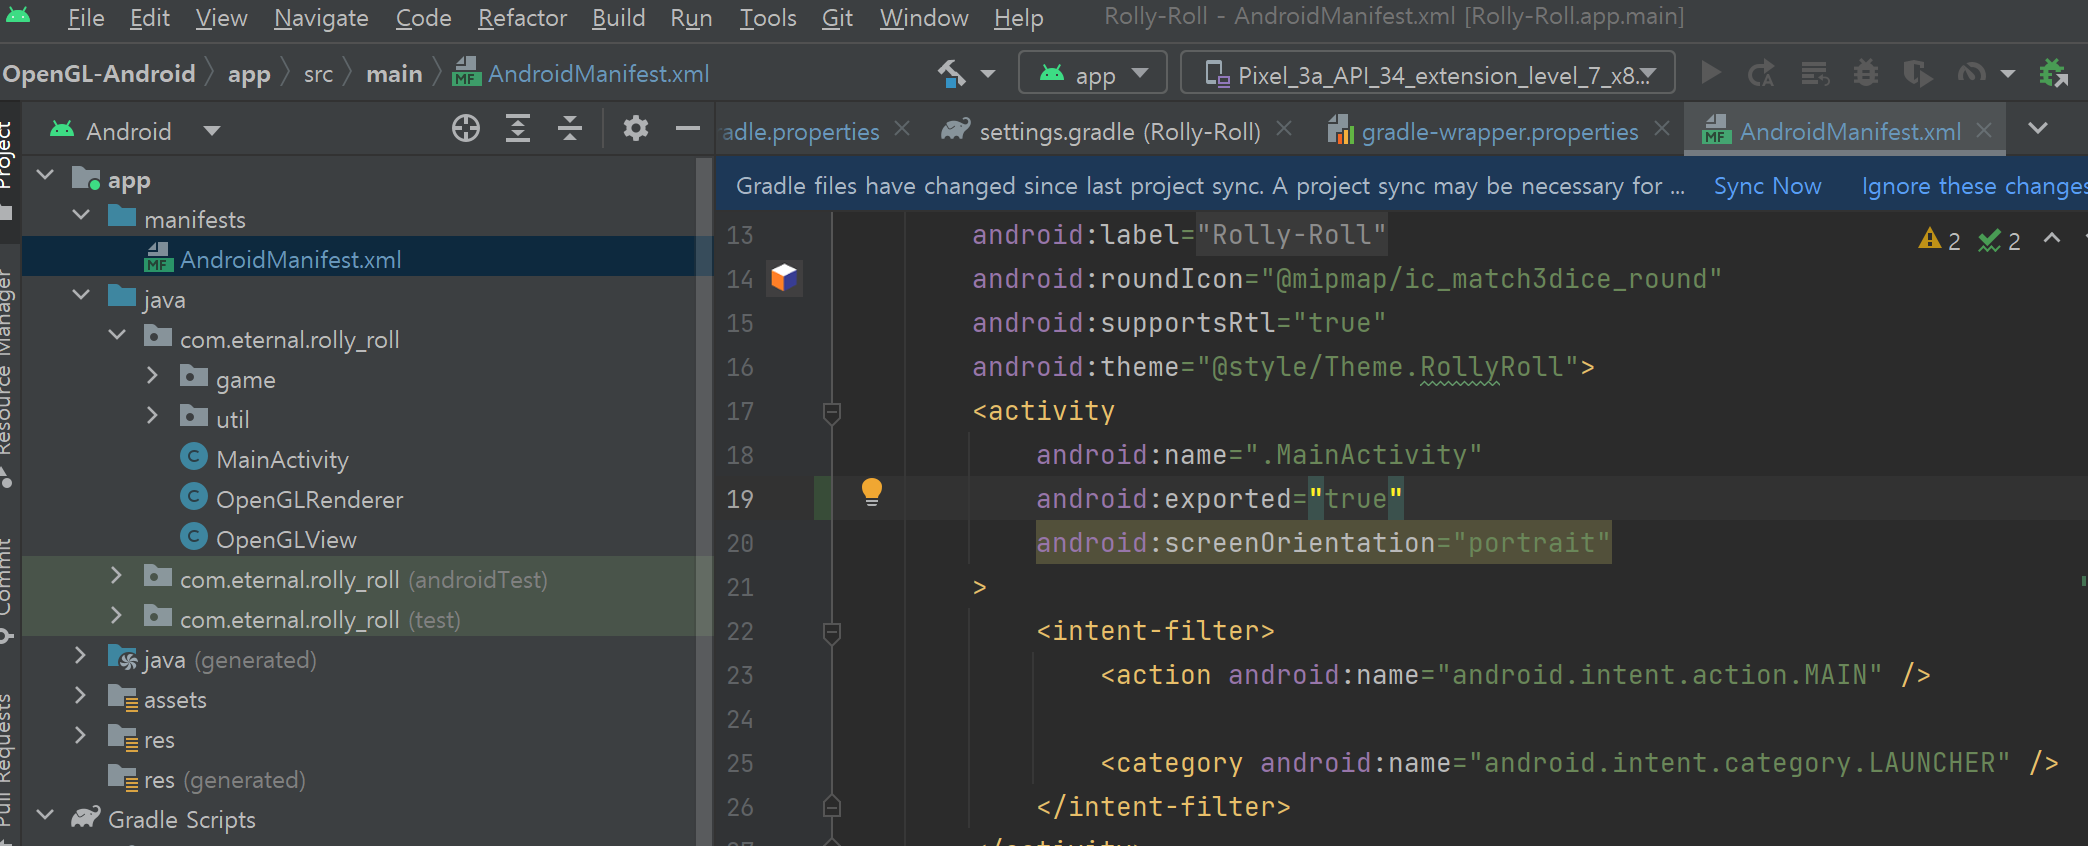 File Edit View Navigate Code Refactor Build Run Tools Git Window Help Rolly-Roll - AndroidManifest.xml [Rolly-Roll.app.main]
OpenGL-Android app src main MF AndroidManifest.xml app Pixel_3a_API_34_extension_level_7_x8...
Project
Resource Manager
Commit
Pull Requests
Android
app
manifests
MF AndroidManifest.xml
java
com.eternal.rolly_roll
game
util
C MainActivity
C OpenGLRenderer
C OpenGLView
com.eternal.rolly_roll (androidTest)
com.eternal.rolly_roll (test)
java (generated)
assets
res
res (generated)
Gradle Scripts
adle.properties settings.gradle (Rolly-Roll) gradle-wrapper.properties MF AndroidManifest.xml
Gradle files have changed since last project sync. A project sync may be necessary for ... Sync Now Ignore these changes
2 2
13 android:label="Rolly-Roll"
14 android:roundIcon="@mipmap/ic_match3dice_round"
15 android:supportsRtl="true"
16 android:theme="@style/Theme.RollyRoll">
17 <activity
18 android:name=".MainActivity"
19 android:exported="true"
20 android:screenOrientation="portrait"
21 >
22 <intent-filter>
23 <action android:name="android.intent.action.MAIN" />
24
25 <category android:name="android.intent.category.LAUNCHER" />
26 </intent-filter>
27 </activity>